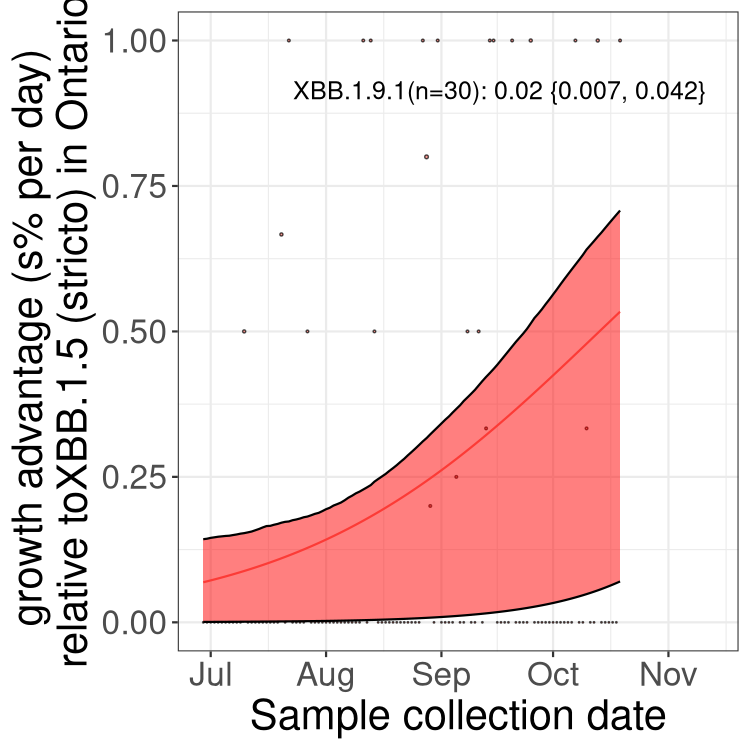 growth advantage (s% per day)
relative toXBB.1.5 (stricto) in Ontario
1.00
0.75
0.50
0.25
0.00
XBB.1.9.1(n=30): 0.02 {0.007, 0.042}
Jul Aug Sep Oct Nov
Sample collection date